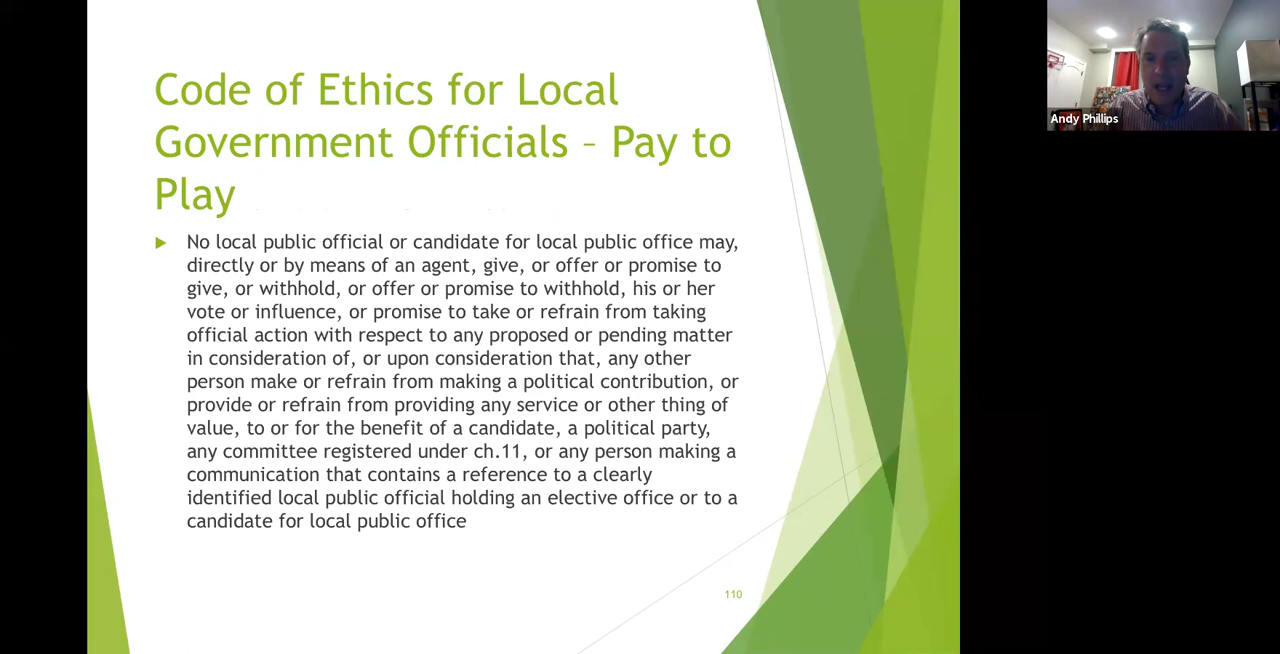 Code of Ethics for Local
Government Officials – Pay to
Play
No local public official or candidate for local public office may,
directly or by means of an agent, give, or offer or promise to
give, or withhold, or offer or promise to withhold, his or her
vote or influence, or promise to take or refrain from taking
official action with respect to any proposed or pending matter
in consideration of, or upon consideration that, any other
person make or refrain from making a political contribution, or
provide or refrain from providing any service or other thing of
value, to or for the benefit of a candidate, a political party,
any committee registered under ch.11, or any person making a
communication that contains a reference to a clearly
identified local public official holding an elective office or to a
candidate for local public office
110
Andy Phillips